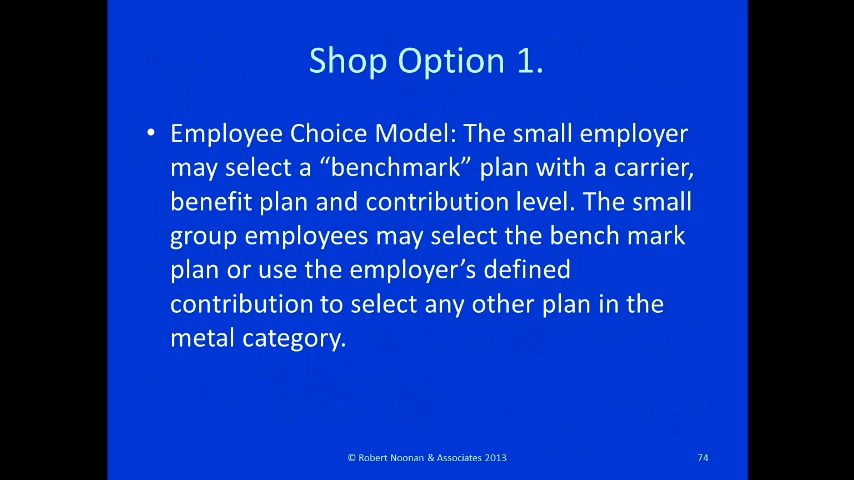 Shop Option 1.
• Employee Choice Model: The small employer
may select a “benchmark” plan with a carrier,
benefit plan and contribution level. The small
group employees may select the bench mark
plan or use the employer’s defined
contribution to select any other plan in the
metal category.
© Robert Noonan & Associates 2013
74